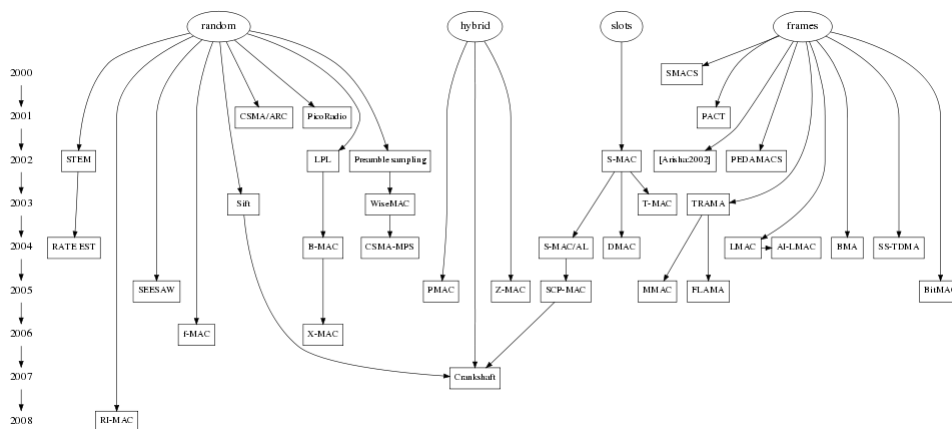 random hybrid slots frames
2000 SMACS
2001 CSMA/ARC PicoRadio PACT
2002 STEM LPL Preamble sampling S-MAC [Arisha:2002] PEDAMACS
2003 Sift WiseMAC T-MAC TRAMA
2004 RATE EST B-MAC CSMA-MPS S-MAC/AL DMAC LMAC AI-LMAC BMA SS-TDMA
2005 SEESAW PMAC Z-MAC SCP-MAC MMAC FLAMA BitMAC
2006 f-MAC X-MAC
2007 Crankshaft
2008 RI-MAC